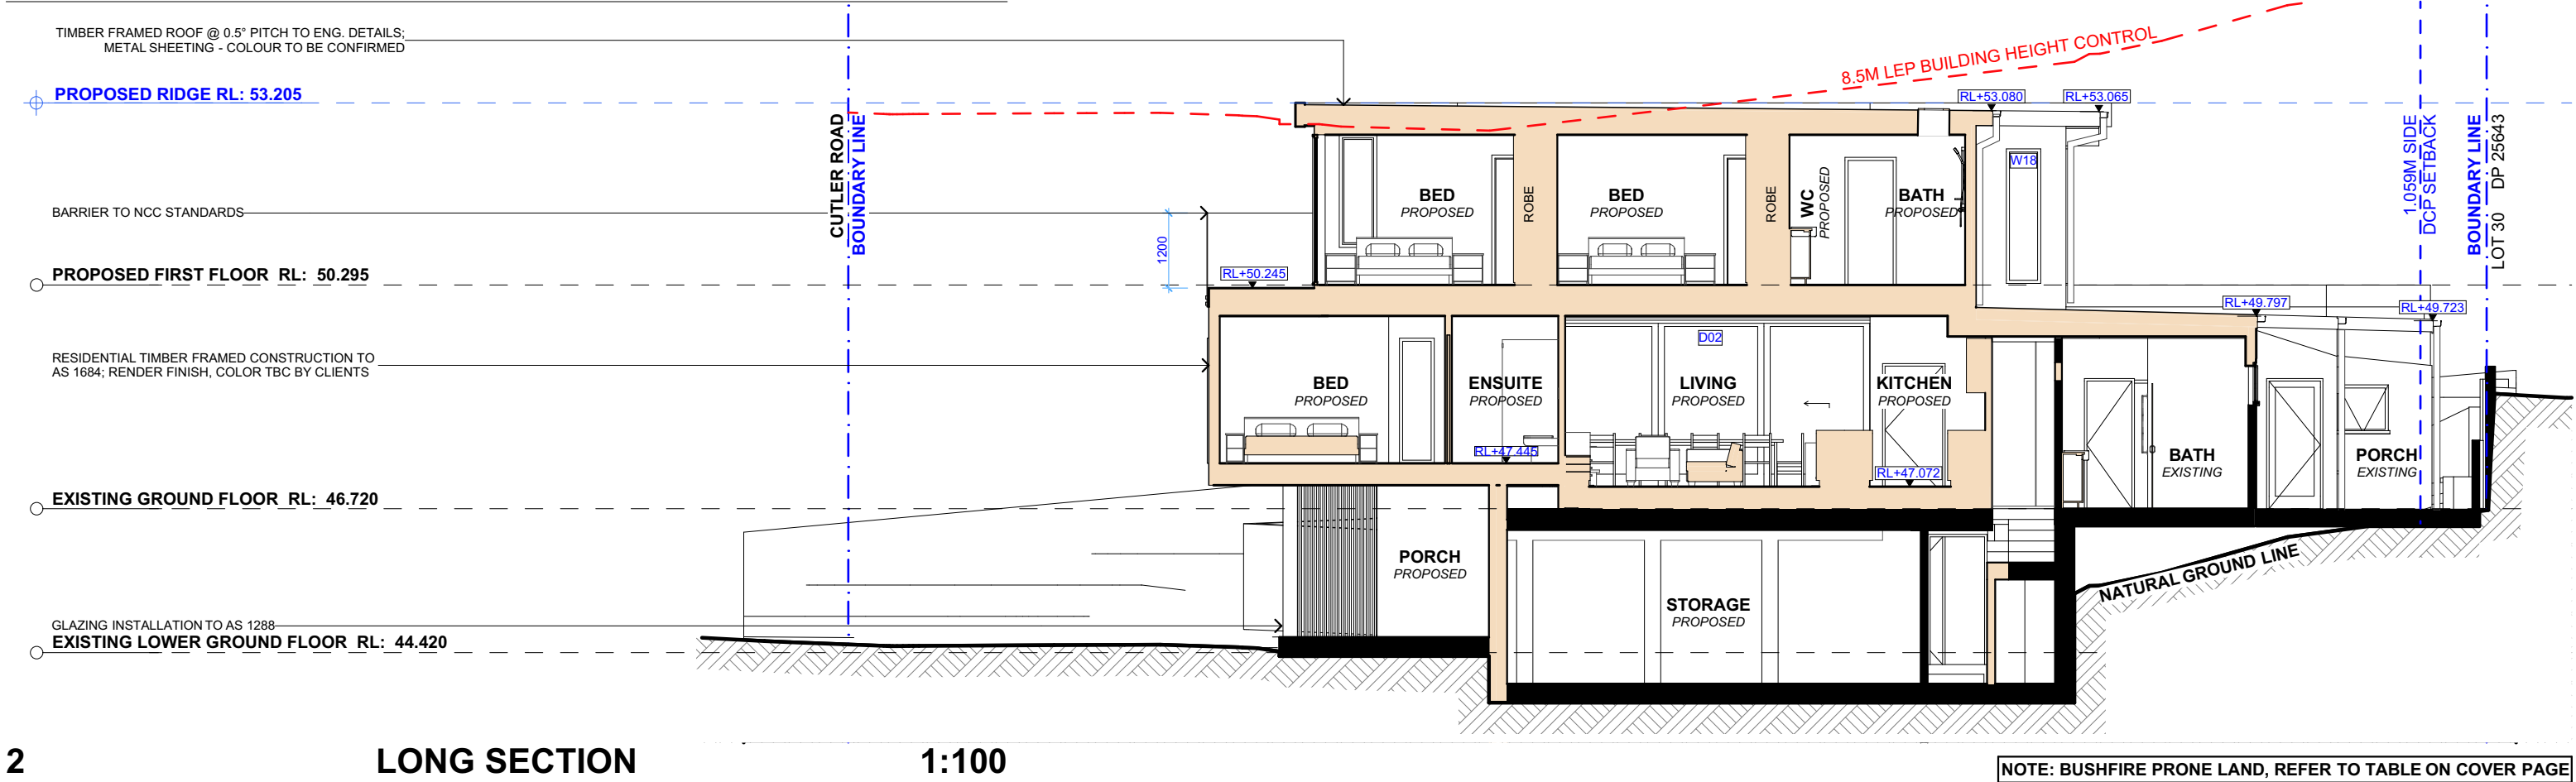 TIMBER FRAMED ROOF @ 0.5° PITCH TO ENG. DETAILS;
METAL SHEETING - COLOUR TO BE CONFIRMED
PROPOSED RIDGE RL: 53.205
BARRIER TO NCC STANDARDS
PROPOSED FIRST FLOOR RL: 50.295
RESIDENTIAL TIMBER FRAMED CONSTRUCTION TO
AS 1684; RENDER FINISH, COLOR TBC BY CLIENTS
EXISTING GROUND FLOOR RL: 46.720
GLAZING INSTALLATION TO AS 1288
EXISTING LOWER GROUND FLOOR RL: 44.420
CUTLER ROAD
BOUNDARY LINE
8.5M LEP BUILDING HEIGHT CONTROL
RL+53.080
RL+53.065
1200
RL+50.245
BED
PROPOSED
ROBE
BED
PROPOSED
ROBE
WC
PROPOSED
BATH
PROPOSED
W18
1.059M SIDE
DCP SETBACK
BOUNDARY LINE
LOT 30 DP 25643
RL+49.797
RL+49.723
BED
PROPOSED
ENSUITE
PROPOSED
RL+47.445
D02
LIVING
PROPOSED
KITCHEN
PROPOSED
RL+47.072
BATH
EXISTING
PORCH
EXISTING
PORCH
PROPOSED
STORAGE
PROPOSED
NATURAL GROUND LINE
2 LONG SECTION 1:100
NOTE: BUSHFIRE PRONE LAND, REFER TO TABLE ON COVER PAGE